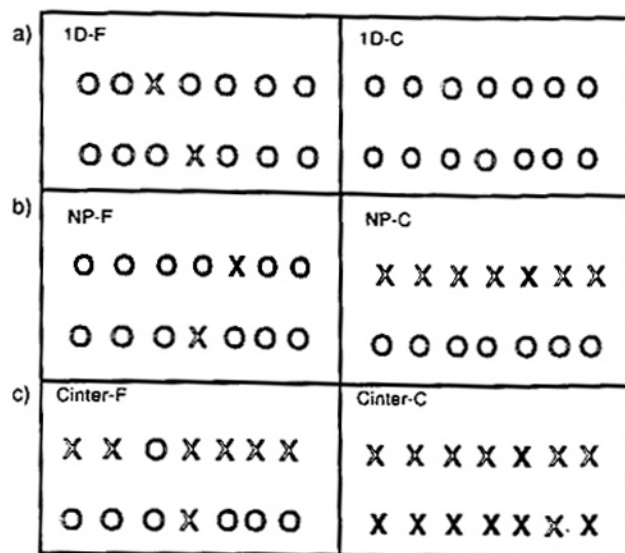 a)
1D-F
O O X O O O O
O O O X O O O
1D-C
O O O O O O O
O O O O O O O
b)
NP-F
O O O O X O O
O O O X O O O
NP-C
X X X X X X X
O O O O O O O
c)
Cinter-F
X X O X X X X
O O O X O O O
Cinter-C
X X X X X X X
X X X X X X X